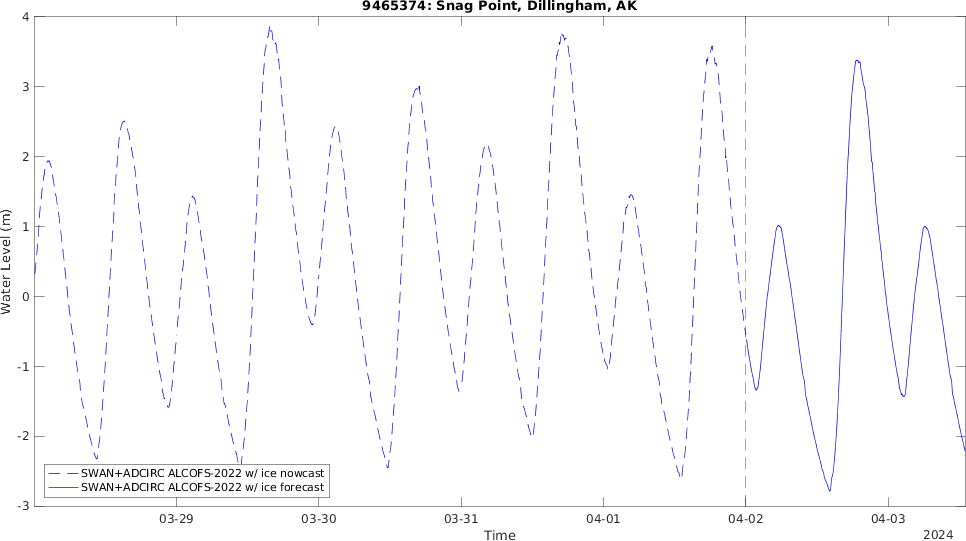 9465374: Snag Point, Dillingham, AK
Water Level (m)
4
3
2
1
0
-1
-2
-3
SWAN+ADCIRC ALCOFS-2022 w/ ice nowcast
SWAN+ADCIRC ALCOFS-2022 w/ ice forecast
03-29 03-30 03-31 04-01 04-02 04-03
Time
2024